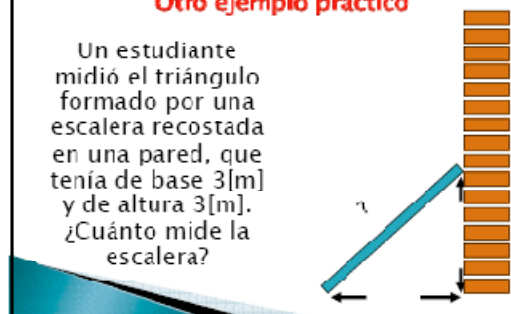 Otro ejemplo práctico
Un estudiante
midió el triángulo
formado por una
escalera recostada
en una pared, que
tenía de base 3[m]
y de altura 3[m].
¿Cuánto mide la
escalera?